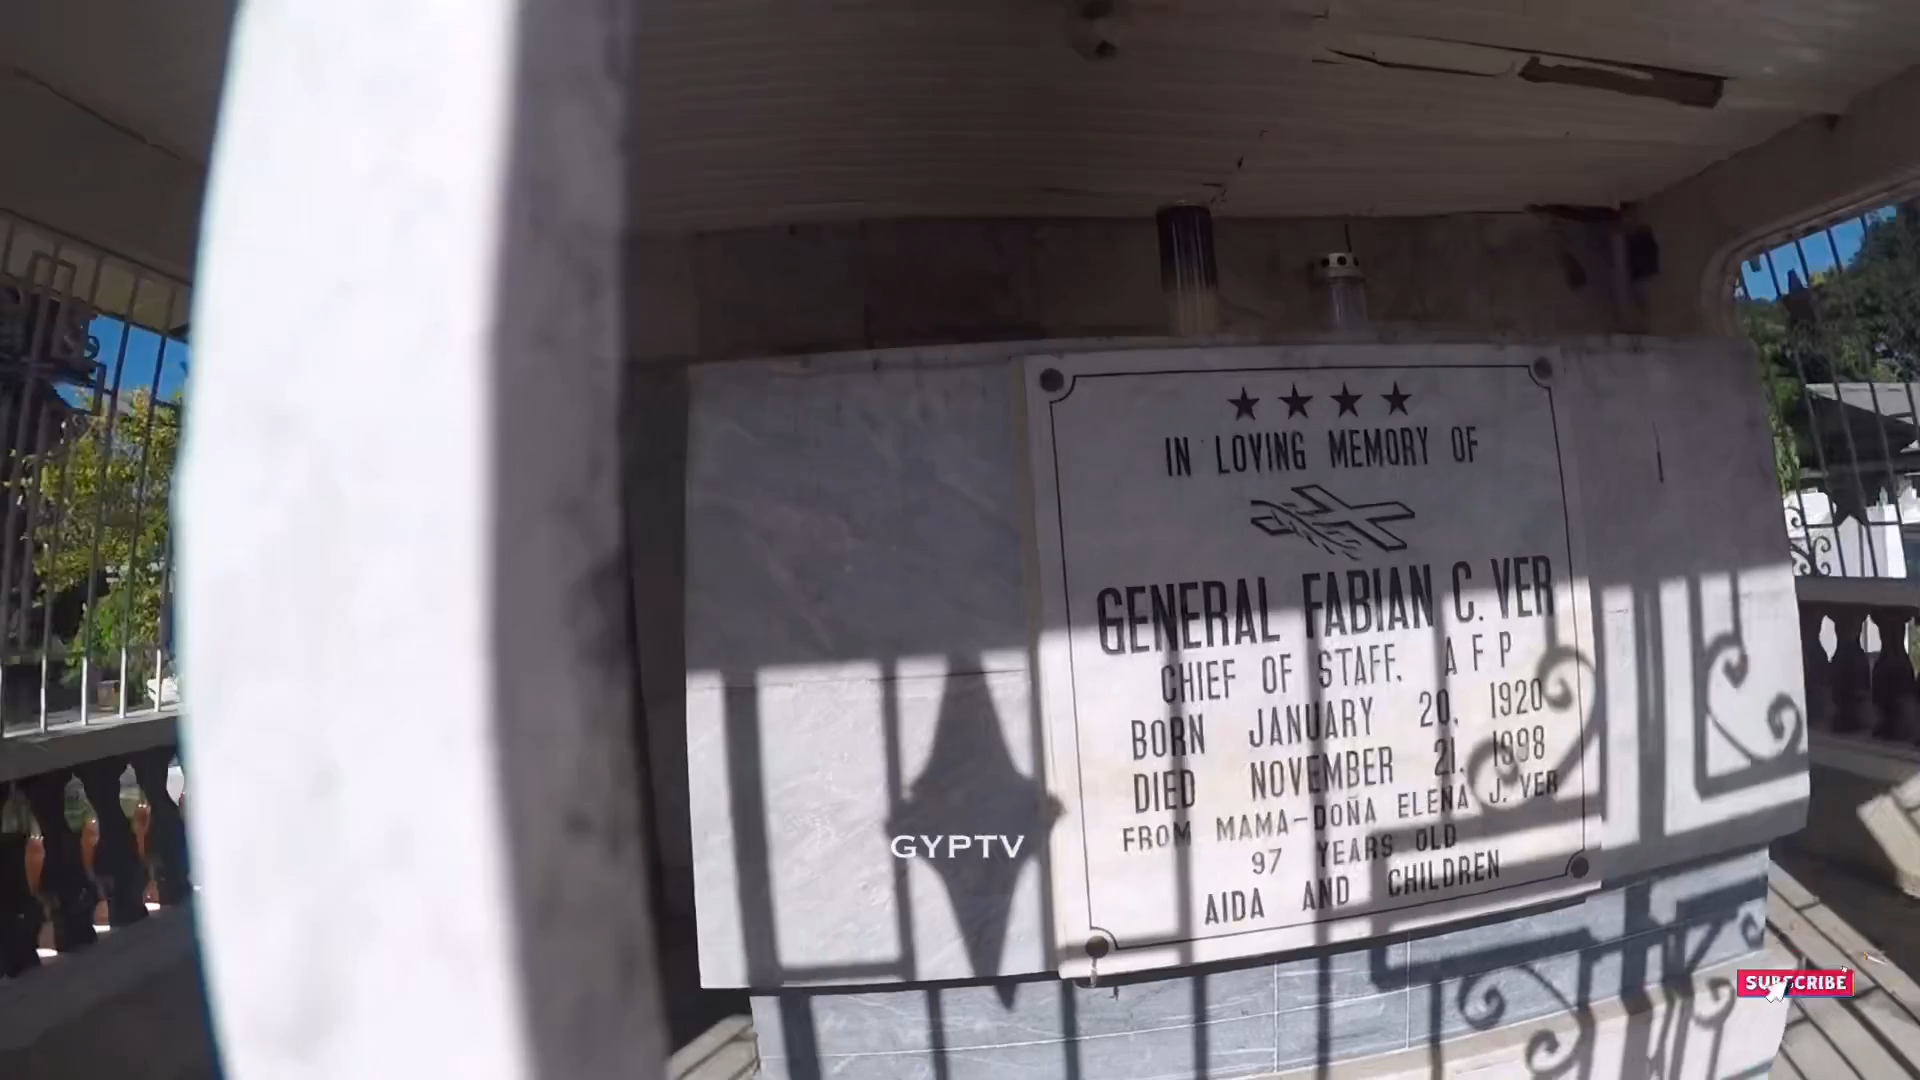 IN LOVING MEMORY OF
GENERAL FABIAN C. VER
CHIEF OF STAFF, AFP
BORN JANUARY 20, 1920
DIED NOVEMBER 21, 1998
FROM MAMA-DOÑA ELENA J. VER
97 YEARS OLD
AIDA AND CHILDREN
GYPTV
SUBSCRIBE